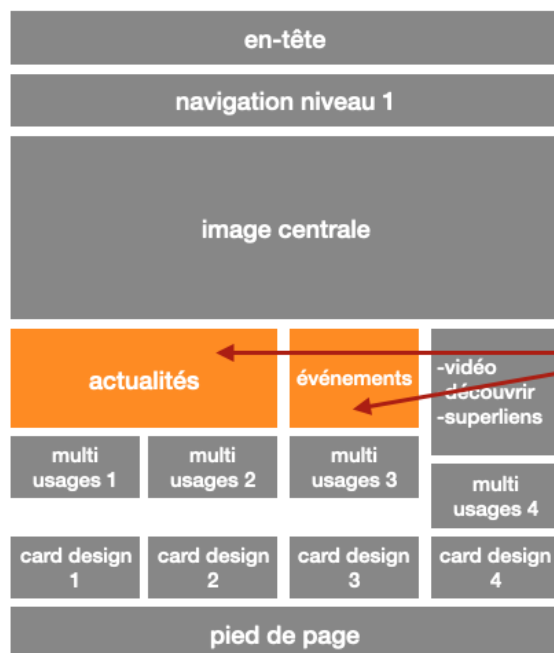 en-tête
navigation niveau 1
image centrale
actualités
événements
-vidéo
-découvrir
-superliens
multi
usages 1
multi
usages 2
multi
usages 3
multi
usages 4
card design
1
card design
2
card design
3
card design
4
pied de page